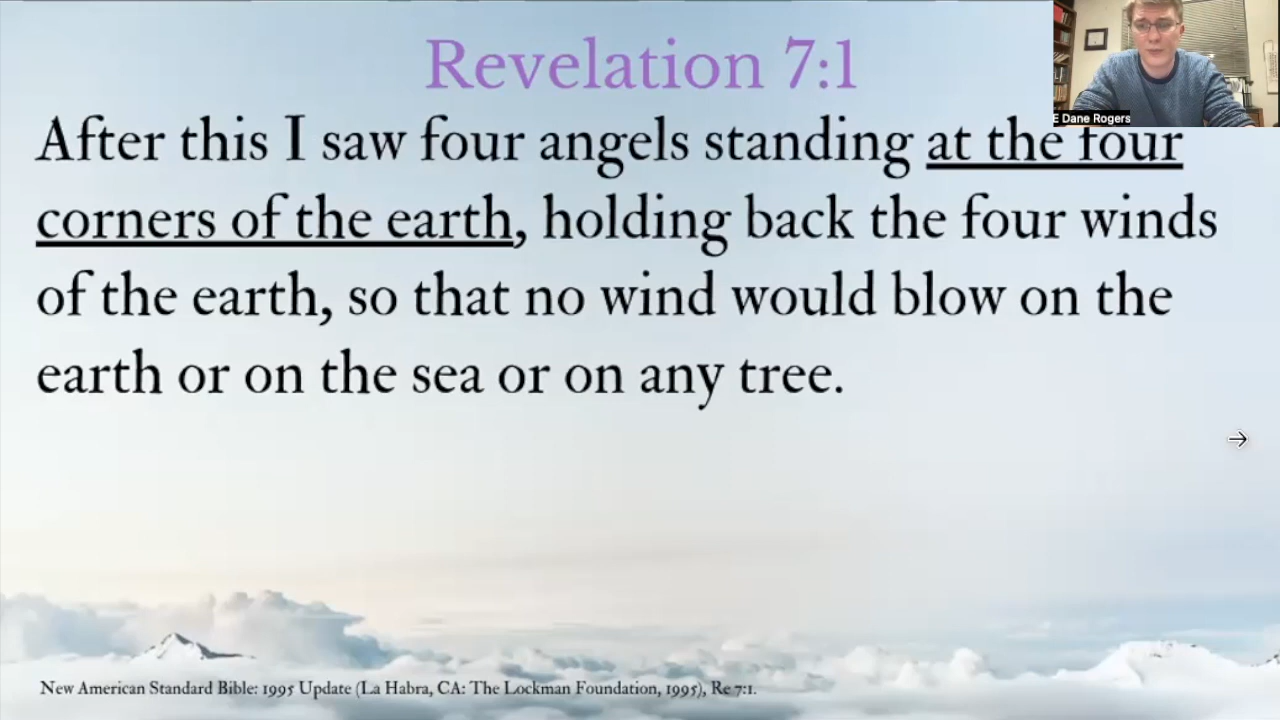 Revelation 7:1
E Dane Rogers
After this I saw four angels standing at the four
corners of the earth, holding back the four winds
of the earth, so that no wind would blow on the
earth or on the sea or on any tree.
New American Standard Bible: 1995 Update (La Habra, CA: The Lockman Foundation, 1995), Re 7:1.